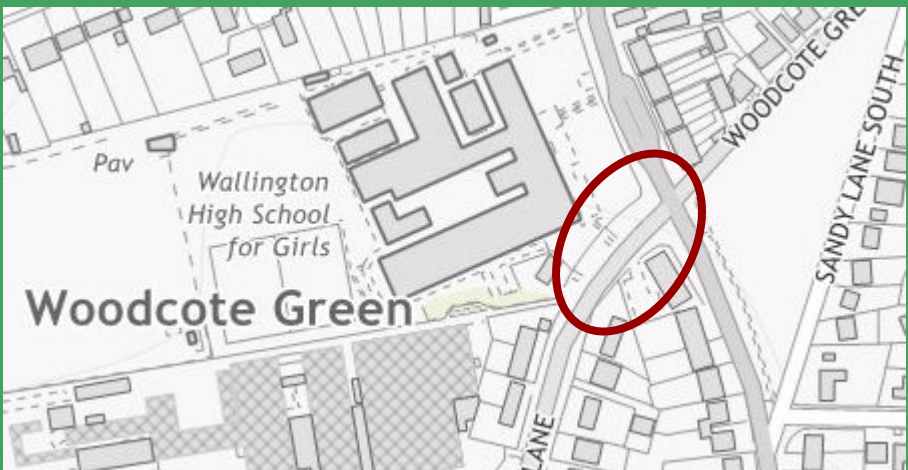 WOODCOTE GRE
SANDY LANE SOUTH
Pav
Wallington
High School
for Girls
Woodcote Green
LANE